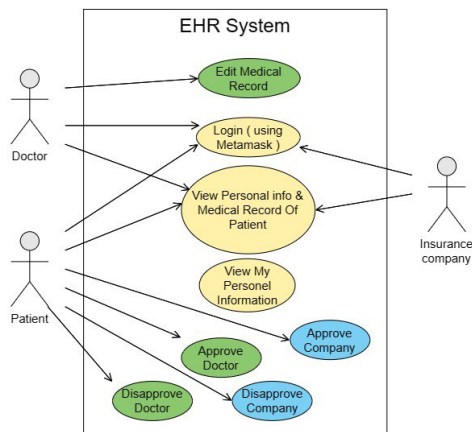 EHR System
Edit Medical
Record
Doctor
Login ( using
Metamask )
View Personal info &
Medical Record Of
Patient
Insurance
company
View My
Personel
Information
Patient
Approve
Company
Approve
Doctor
Disapprove
Doctor
Disapprove
Company